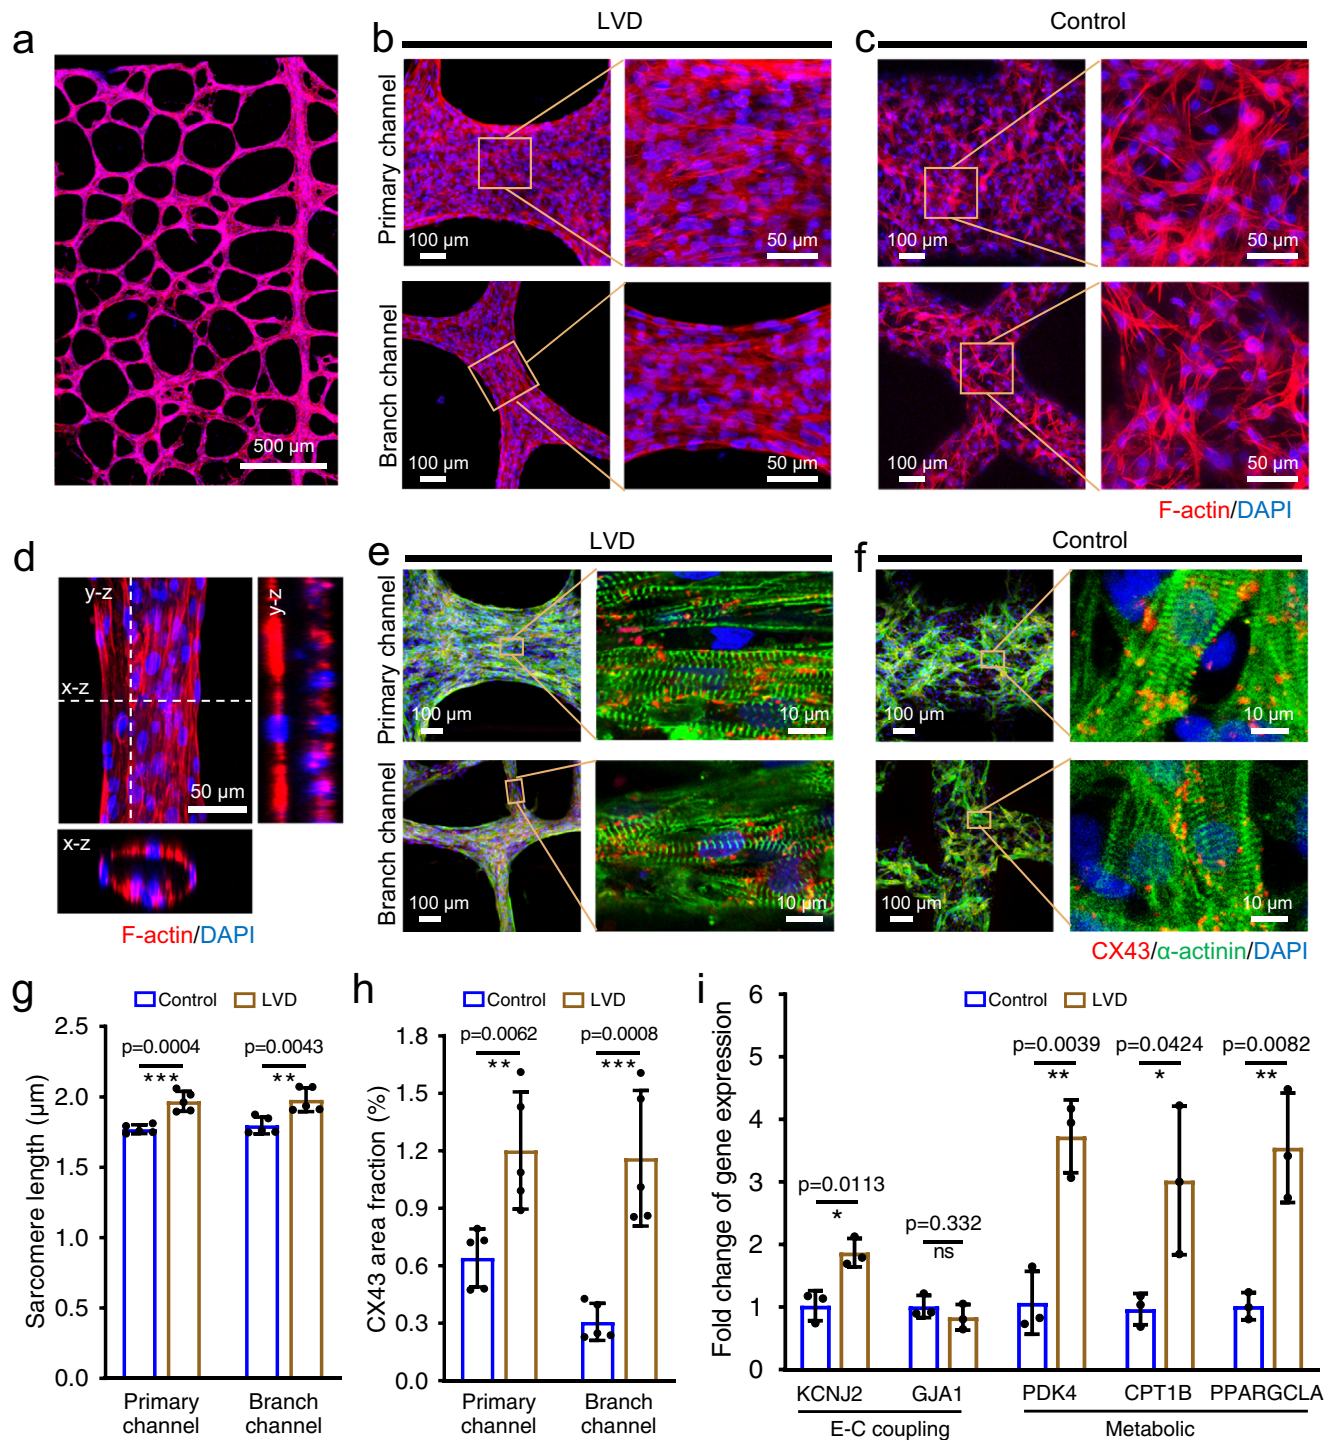 a
500 µm
b
LVD
Primary channel
100 µm
50 µm
Branch channel
100 µm
50 µm
c
Control
100 µm
50 µm
100 µm
50 µm
F-actin/DAPI
d
y-z
x-z
50 µm
y-z
x-z
F-actin/DAPI
e
LVD
Primary channel
100 µm
10 µm
Branch channel
100 µm
10 µm
f
Control
100 µm
10 µm
100 µm
10 µm
CX43/α-actinin/DAPI
g
Control LVD
Sarcomere length (µm)
2.5
2.0
1.5
1.0
0.5
0.0
p=0.0004
***
p=0.0043
**
Primary channel
Branch channel
h
Control LVD
CX43 area fraction (%)
1.8
1.5
1.2
0.9
0.6
0.3
0.0
p=0.0062
**
p=0.0008
***
Primary channel
Branch channel
i
Control LVD
Fold change of gene expression
6
5
4
3
2
1
0
p=0.0113
*
p=0.332
ns
p=0.0039
**
p=0.0424
*
p=0.0082
**
KCNJ2 GJA1 PDK4 CPT1B PPARGCLA
E-C coupling Metabolic